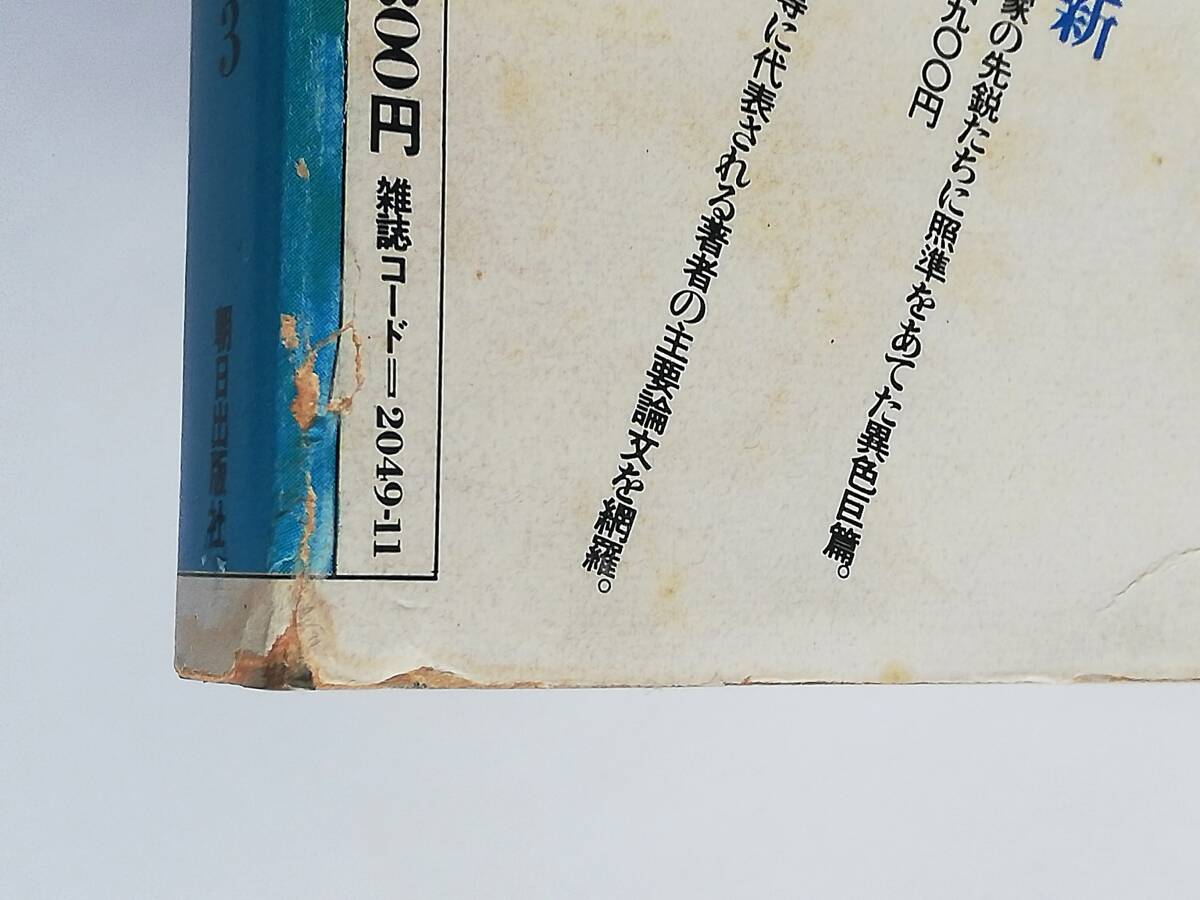 新
家の先鋭たちに照準をあてた異色巨篇。
九〇〇円
特に代表される著者の主要論文を網羅。
800円 雑誌コード＝2049-11
3 朝日出版社